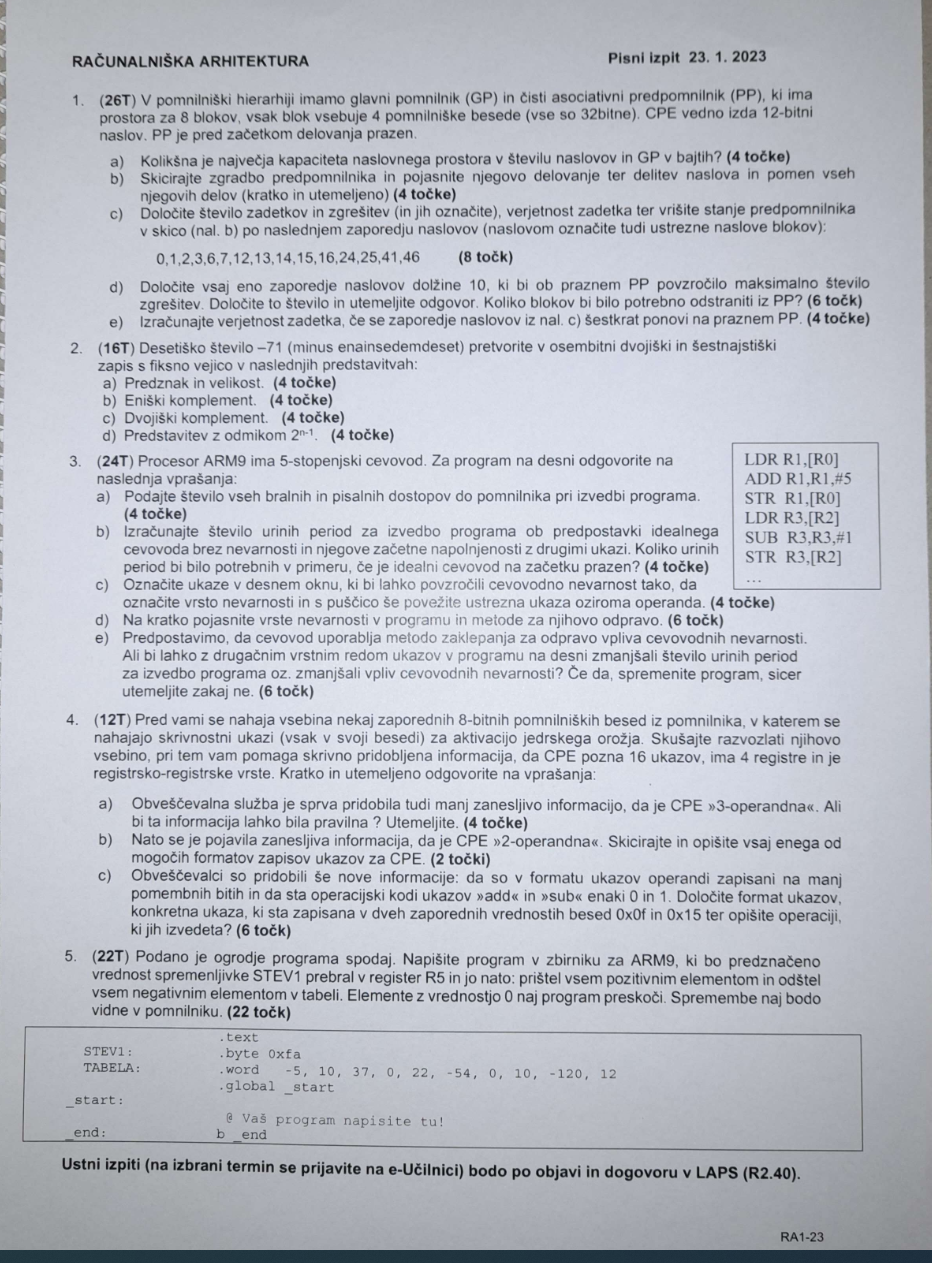 RAČUNALNIŠKA ARHITEKTURA Pisni izpit 23. 1. 2023
1. (26T) V pomnilniški hierarhiji imamo glavni pomnilnik (GP) in čisti asociativni predpomnilnik (PP), ki ima
prostora za 8 blokov, vsak blok vsebuje 4 pomnilniške besede (vse so 32bitne). CPE vedno izda 12-bitni
naslov. PP je pred začetkom delovanja prazen.
a) Kolikšna je največja kapaciteta naslovnega prostora v številu naslovov in GP v bajtih? (4 točke)
b) Skicirajte zgradbo predpomnilnika in pojasnite njegovo delovanje ter delitev naslova in pomen vseh
njegovih delov (kratko in utemeljeno) (4 točke)
c) Določite število zadetkov in zgrešitev (in jih označite), verjetnost zadetka ter vrišite stanje predpomnilnika
v skico (nal. b) po naslednjem zaporedju naslovov (naslovom označite tudi ustrezne naslove blokov):
0,1,2,3,6,7,12,13,14,15,16,24,25,41,46 (8 točk)
d) Določite vsaj eno zaporedje naslovov dolžine 10, ki bi ob praznem PP povzročilo maksimalno število
zgrešitev. Določite to število in utemeljite odgovor. Koliko blokov bi bilo potrebno odstraniti iz PP? (6 točk)
e) Izračunajte verjetnost zadetka, če se zaporedje naslovov iz nal. c) šestkrat ponovi na praznem PP. (4 točke)
2. (16T) Desetiško število –71 (minus enainsedemdeset) pretvorite v osembitni dvojiški in šestnajstiški
zapis s fiksno vejico v naslednjih predstavitvah:
a) Predznak in velikost. (4 točke)
b) Eniški komplement. (4 točke)
c) Dvojiški komplement. (4 točke)
d) Predstavitev z odmikom 2ⁿ⁻¹. (4 točke)
3. (24T) Procesor ARM9 ima 5-stopenjski cevovod. Za program na desni odgovorite na
naslednja vprašanja:
a) Podajte število vseh bralnih in pisalnih dostopov do pomnilnika pri izvedbi programa.
(4 točke)
b) Izračunajte število urinih period za izvedbo programa ob predpostavki idealnega
cevovoda brez nevarnosti in njegove začetne napolnjenosti z drugimi ukazi. Koliko urinih
period bi bilo potrebnih v primeru, če je idealni cevovod na začetku prazen? (4 točke)
c) Označite ukaze v desnem oknu, ki bi lahko povzročili cevovodno nevarnost tako, da
označite vrsto nevarnosti in s puščico še povežite ustrezna ukaza oziroma operanda. (4 točke)
d) Na kratko pojasnite vrste nevarnosti v programu in metode za njihovo odpravo. (6 točk)
e) Predpostavimo, da cevovod uporablja metodo zaklepanja za odpravo vpliva cevovodnih nevarnosti.
Ali bi lahko z drugačnim vrstnim redom ukazov v programu na desni zmanjšali število urinih period
za izvedbo programa oz. zmanjšali vpliv cevovodnih nevarnosti? Če da, spremenite program, sicer
utemeljite zakaj ne. (6 točk)
LDR R1,[R0]
ADD R1,R1,#5
STR R1,[R0]
LDR R3,[R2]
SUB R3,R3,#1
STR R3,[R2]
...
4. (12T) Pred vami se nahaja vsebina nekaj zaporednih 8-bitnih pomnilniških besed iz pomnilnika, v katerem se
nahajajo skrivnostni ukazi (vsak v svoji besedi) za aktivacijo jedrskega orožja. Skušajte razvozlati njihovo
vsebino, pri tem vam pomaga skrivno pridobljena informacija, da CPE pozna 16 ukazov, ima 4 registre in je
registrsko-registrske vrste. Kratko in utemeljeno odgovorite na vprašanja:
a) Obveščevalna služba je sprva pridobila tudi manj zanesljivo informacijo, da je CPE »3-operandna«. Ali
bi ta informacija lahko bila pravilna ? Utemeljite. (4 točke)
b) Nato se je pojavila zanesljiva informacija, da je CPE »2-operandna«. Skicirajte in opišite vsaj enega od
mogočih formatov zapisov ukazov za CPE. (2 točki)
c) Obveščevalci so pridobili še nove informacije: da so v formatu ukazov operandi zapisani na manj
pomembnih bitih in da sta operacijski kodi ukazov »add« in »sub« enaki 0 in 1. Določite format ukazov,
konkretna ukaza, ki sta zapisana v dveh zaporednih vrednostih besed 0x0f in 0x15 ter opišite operaciji,
ki jih izvedeta? (6 točk)
5. (22T) Podano je ogrodje programa spodaj. Napišite program v zbirniku za ARM9, ki bo predznačeno
vrednost spremenljivke STEV1 prebral v register R5 in jo nato: prištel vsem pozitivnim elementom in odštel
vsem negativnim elementom v tabeli. Elemente z vrednostjo 0 naj program preskoči. Spremembe naj bodo
vidne v pomnilniku. (22 točk)
.text
STEV1: .byte 0xfa
TABELA: .word -5, 10, 37, 0, 22, -54, 0, 10, -120, 12
.global _start
_start:
@ Vaš program napisite tu!
_end: b _end
Ustni izpiti (na izbrani termin se prijavite na e-Učilnici) bodo po objavi in dogovoru v LAPS (R2.40).
RA1-23